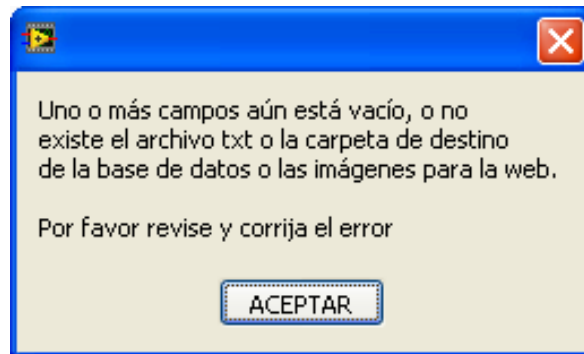 Uno o más campos aún está vacío, o no
existe el archivo txt o la carpeta de destino
de la base de datos o las imágenes para la web.
Por favor revise y corrija el error
ACEPTAR